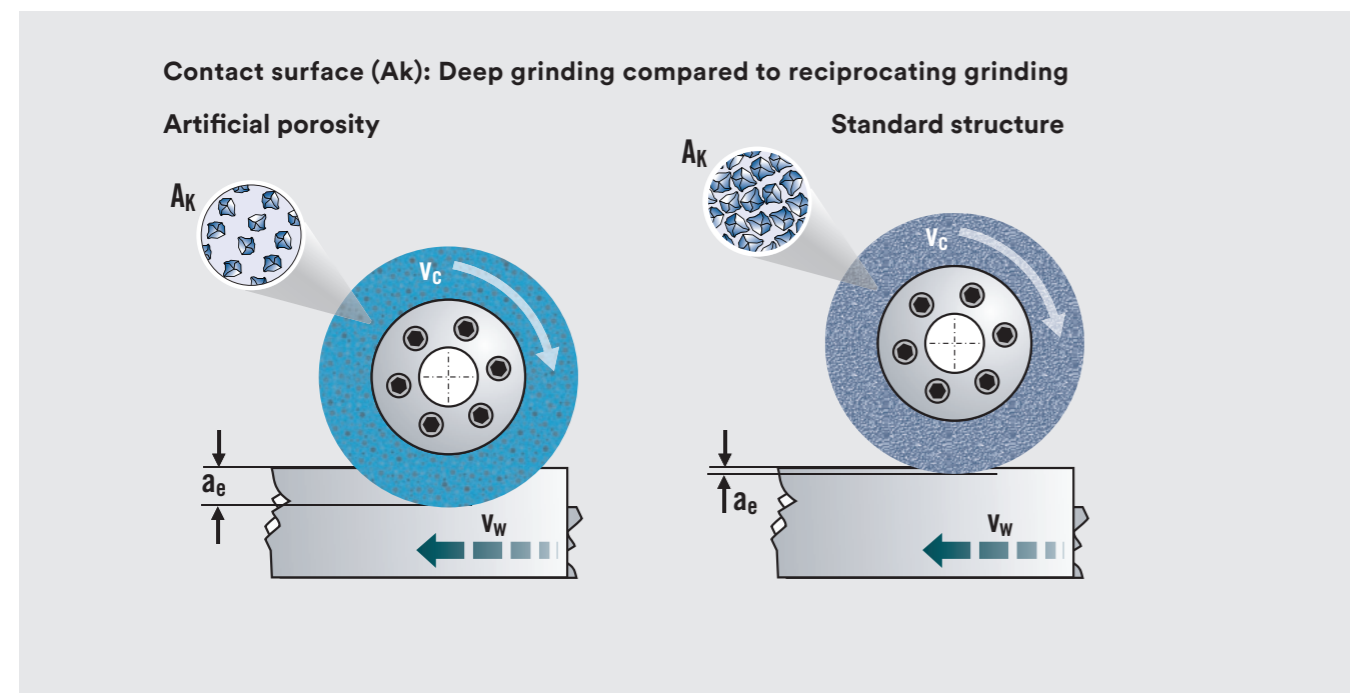 Contact surface (Ak): Deep grinding compared to reciprocating grinding
Artificial porosity
Standard structure
AK
AK
vc
vc
ae
ae
vw
vw